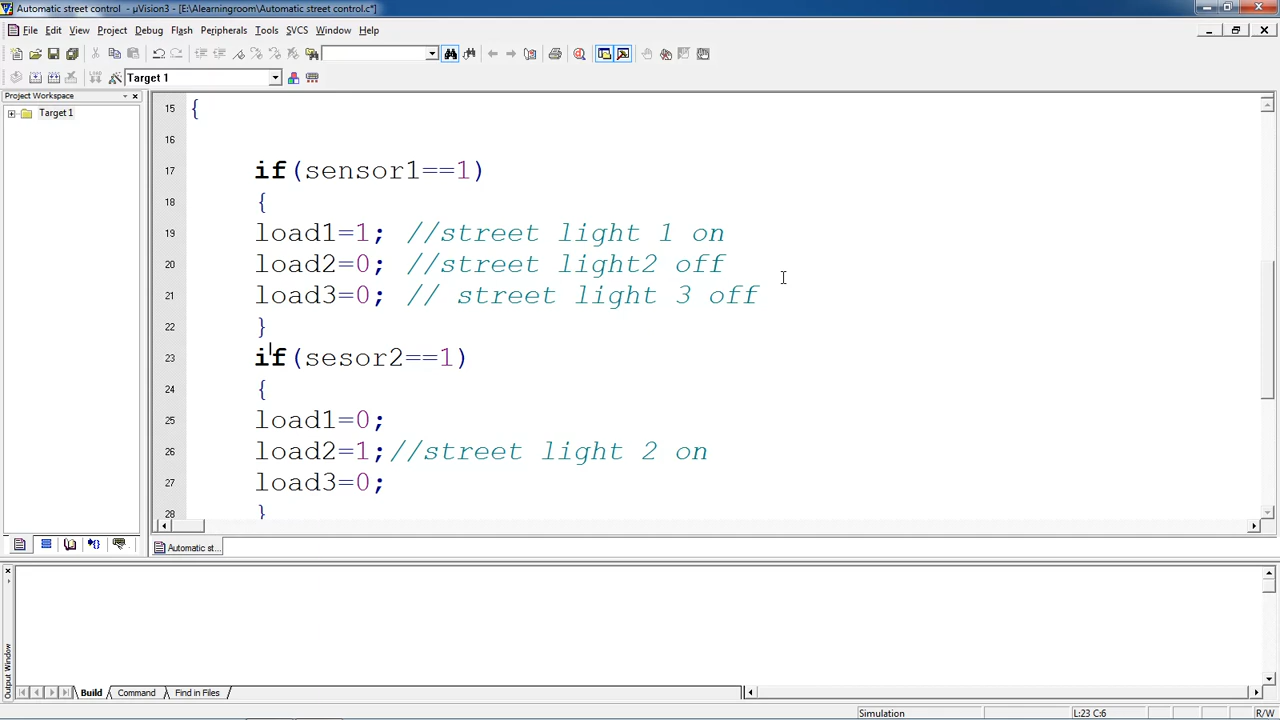 Automatic street control - µVision3 - [E:\Alearningroom\Automatic street control.c*]
File Edit View Project Debug Flash Peripherals Tools SVCS Window Help
Target 1
Project Workspace
Target 1
15 {
16
17 if(sensor1==1)
18 {
19 load1=1; //street light 1 on
20 load2=0; //street light2 off
21 load3=0; // street light 3 off
22 }
23 if(sesor2==1)
24 {
25 load1=0;
26 load2=1;//street light 2 on
27 load3=0;
28 }
Automatic st...
Output Window
Build Command Find in Files
Simulation L:23 C:6 R/W